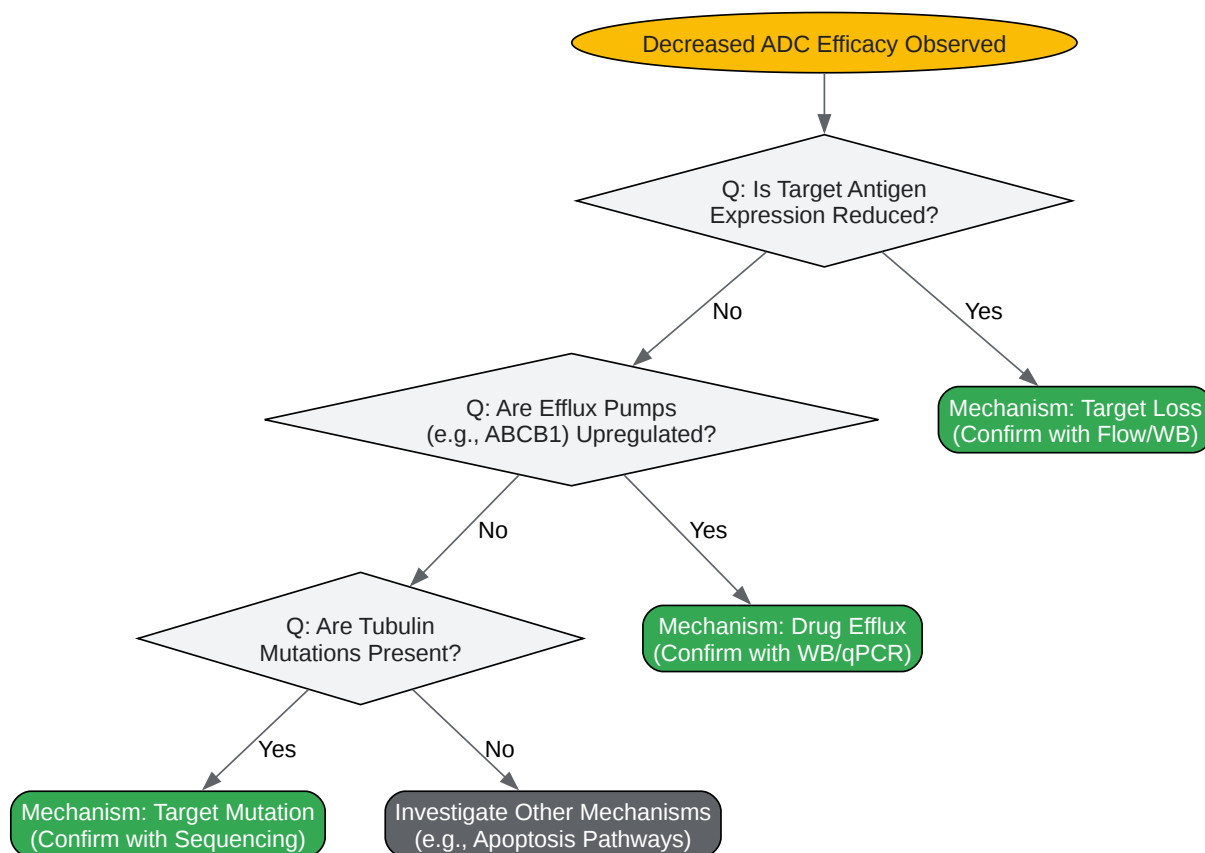 Decreased ADC Efficacy Observed
Q: Is Target Antigen
Expression Reduced?
No
Yes
Q: Are Efflux Pumps
(e.g., ABCB1) Upregulated?
Mechanism: Target Loss
(Confirm with Flow/WB)
No
Yes
Q: Are Tubulin
Mutations Present?
Mechanism: Drug Efflux
(Confirm with WB/qPCR)
Yes
No
Mechanism: Target Mutation
(Confirm with Sequencing)
Investigate Other Mechanisms
(e.g., Apoptosis Pathways)